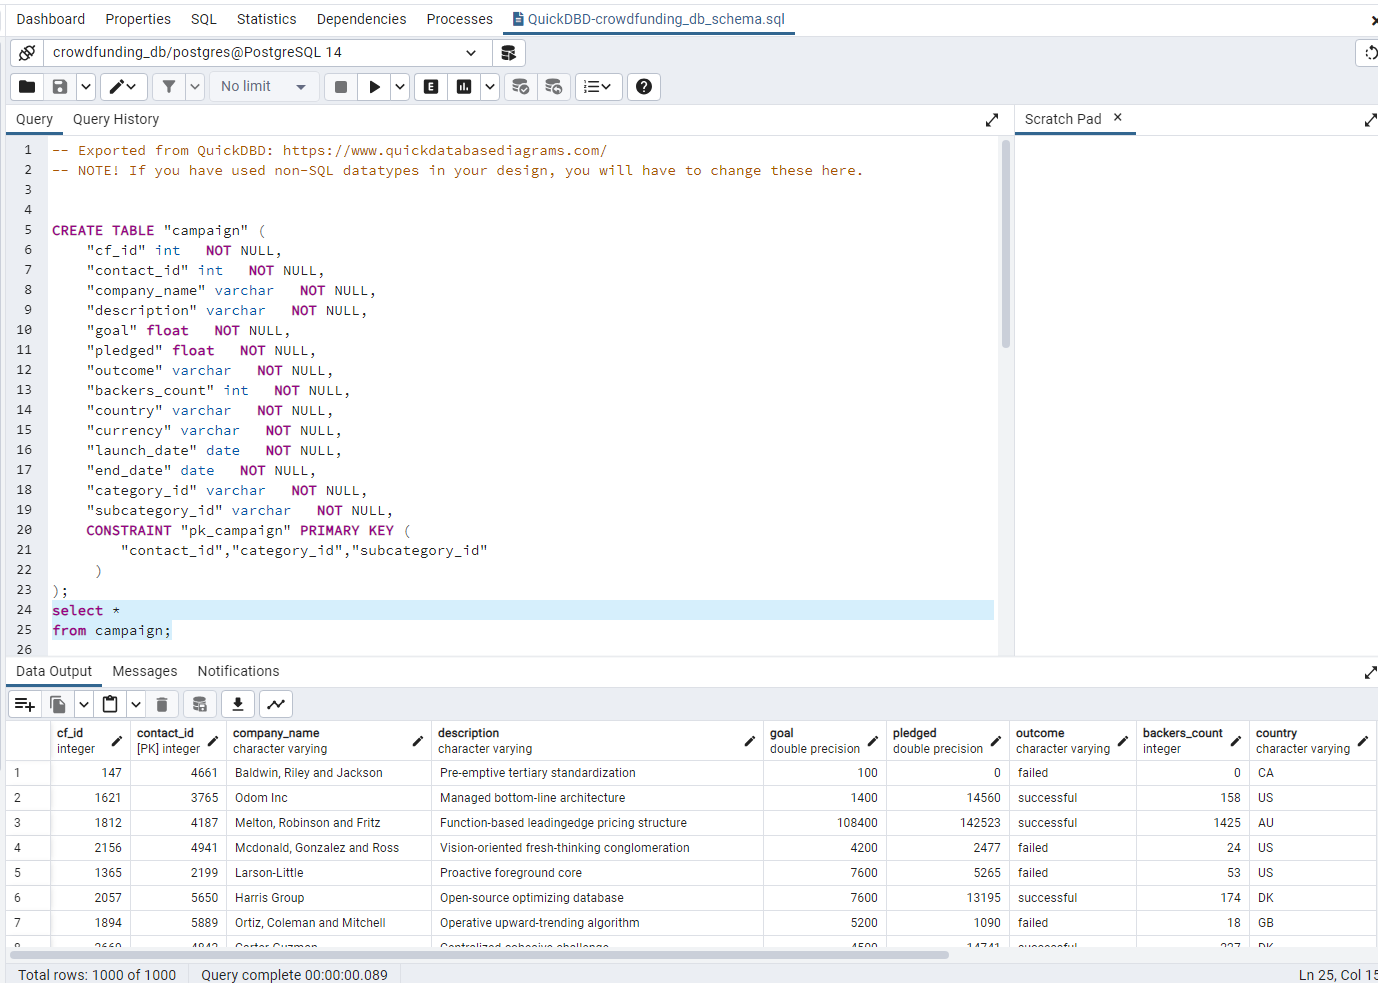 Dashboard Properties SQL Statistics Dependencies Processes QuickDBD-crowdfunding_db_schema.sql
crowdfunding_db/postgres@PostgreSQL 14
No limit E
Query Query History Scratch Pad
1 -- Exported from QuickDBD: https://www.quickdatabasediagrams.com/
2 -- NOTE! If you have used non-SQL datatypes in your design, you will have to change these here.
3
4
5 CREATE TABLE "campaign" (
6 "cf_id" int NOT NULL,
7 "contact_id" int NOT NULL,
8 "company_name" varchar NOT NULL,
9 "description" varchar NOT NULL,
10 "goal" float NOT NULL,
11 "pledged" float NOT NULL,
12 "outcome" varchar NOT NULL,
13 "backers_count" int NOT NULL,
14 "country" varchar NOT NULL,
15 "currency" varchar NOT NULL,
16 "launch_date" date NOT NULL,
17 "end_date" date NOT NULL,
18 "category_id" varchar NOT NULL,
19 "subcategory_id" varchar NOT NULL,
20 CONSTRAINT "pk_campaign" PRIMARY KEY (
21 "contact_id","category_id","subcategory_id"
22 )
23 );
24 select *
25 from campaign;
26
Data Output Messages Notifications
cf_id contact_id company_name description goal pledged outcome backers_count country
integer [PK] integer character varying character varying double precision double precision character varying integer character varying
1 147 4661 Baldwin, Riley and Jackson Pre-emptive tertiary standardization 100 0 failed 0 CA
2 1621 3765 Odom Inc Managed bottom-line architecture 1400 14560 successful 158 US
3 1812 4187 Melton, Robinson and Fritz Function-based leadingedge pricing structure 108400 142523 successful 1425 AU
4 2156 4941 Mcdonald, Gonzalez and Ross Vision-oriented fresh-thinking conglomeration 4200 2477 failed 24 US
5 1365 2199 Larson-Little Proactive foreground core 7600 5265 failed 53 US
6 2057 5650 Harris Group Open-source optimizing database 7600 13195 successful 174 DK
7 1894 5889 Ortiz, Coleman and Mitchell Operative upward-trending algorithm 5200 1090 failed 18 GB
Total rows: 1000 of 1000 Query complete 00:00:00.089 Ln 25, Col 15